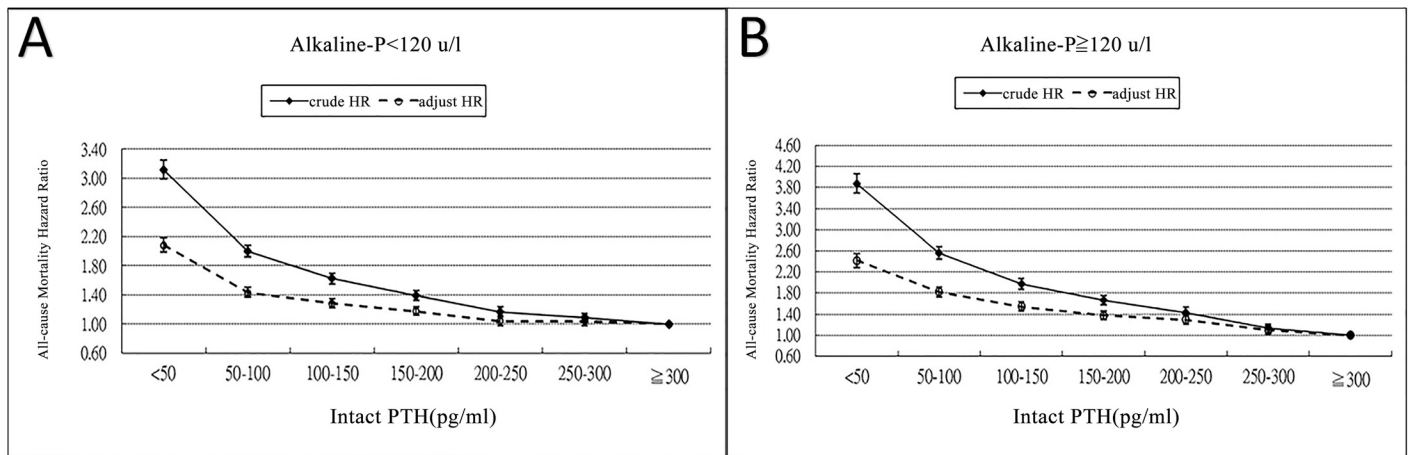 A
Alkaline-P<120 u/l
crude HR
adjust HR
All-cause Mortality Hazard Ratio
3.40
3.00
2.60
2.20
1.80
1.40
1.00
0.60
<50
50-100
100-150
150-200
200-250
250-300
≧300
Intact PTH(pg/ml)
B
Alkaline-P≧120 u/l
crude HR
adjust HR
All-cause Mortality Hazard Ratio
4.60
4.20
3.80
3.40
3.00
2.60
2.20
1.80
1.40
1.00
0.60
<50
50-100
100-150
150-200
200-250
250-300
≧300
Intact PTH(pg/ml)